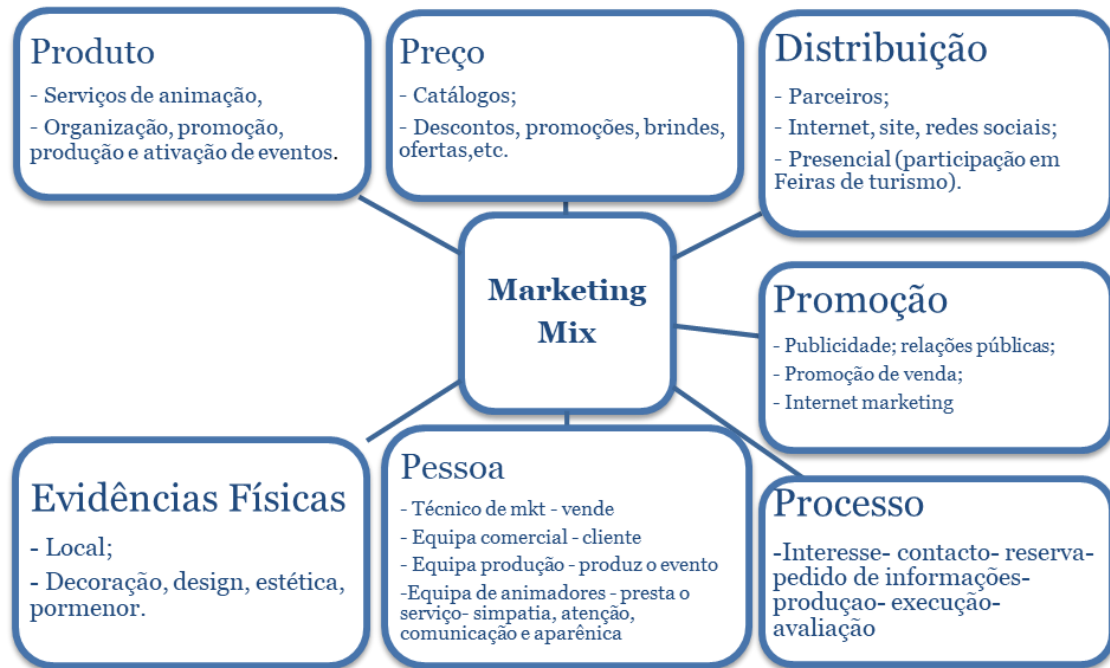 Produto
- Serviços de animação,
- Organização, promoção,
produção e ativação de eventos.
Preço
- Catálogos;
- Descontos, promoções, brindes,
ofertas,etc.
Distribuição
- Parceiros;
- Internet, site, redes sociais;
- Presencial (participação em
Feiras de turismo).
Marketing
Mix
Promoção
- Publicidade; relações públicas;
- Promoção de venda;
- Internet marketing
Evidências Físicas
- Local;
- Decoração, design, estética,
pormenor.
Pessoa
- Técnico de mkt - vende
- Equipa comercial - cliente
- Equipa produção - produz o evento
-Equipa de animadores - presta o
serviço- simpatia, atenção,
comunicação e aparênica
Processo
-Interesse- contacto- reserva-
pedido de informações-
produçao- execução-
avaliação